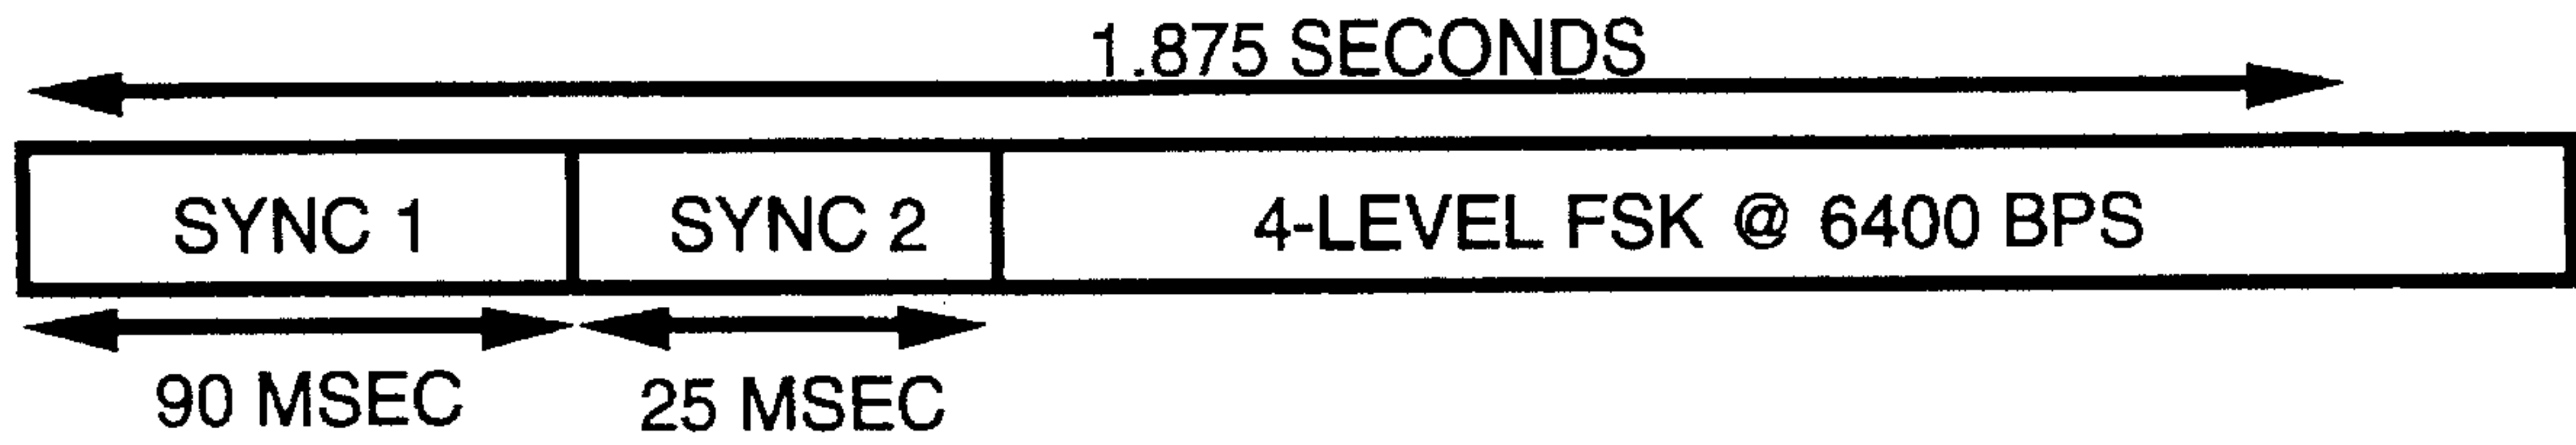 1.875 SECONDS
SYNC 1
SYNC 2
4-LEVEL FSK @ 6400 BPS
90 MSEC
25 MSEC